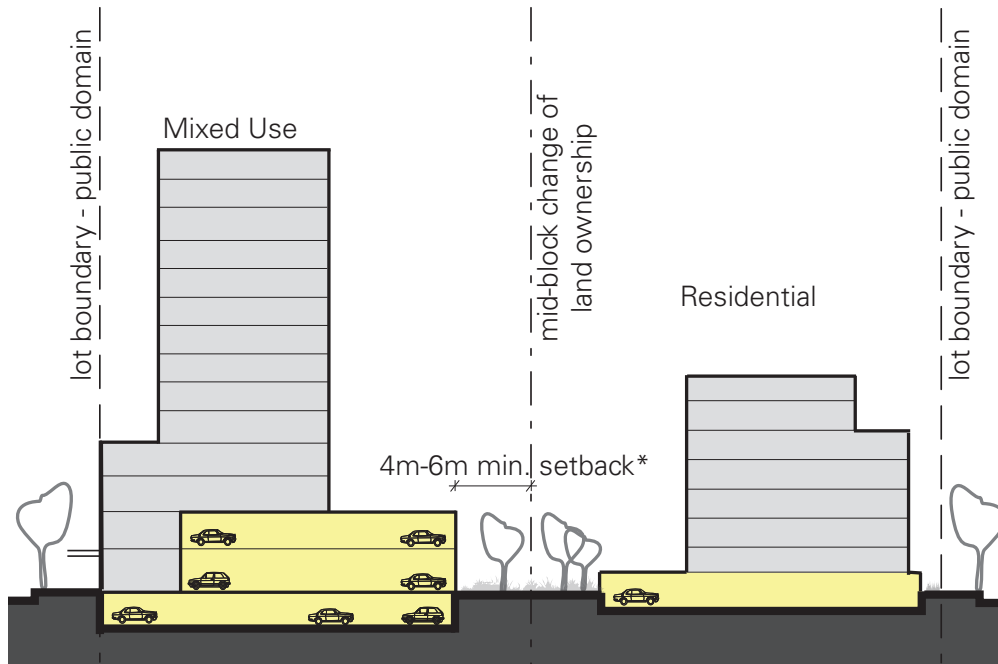 lot boundary - public domain
Mixed Use
mid-block change of
land ownership
Residential
lot boundary - public domain
4m-6m min. setback*